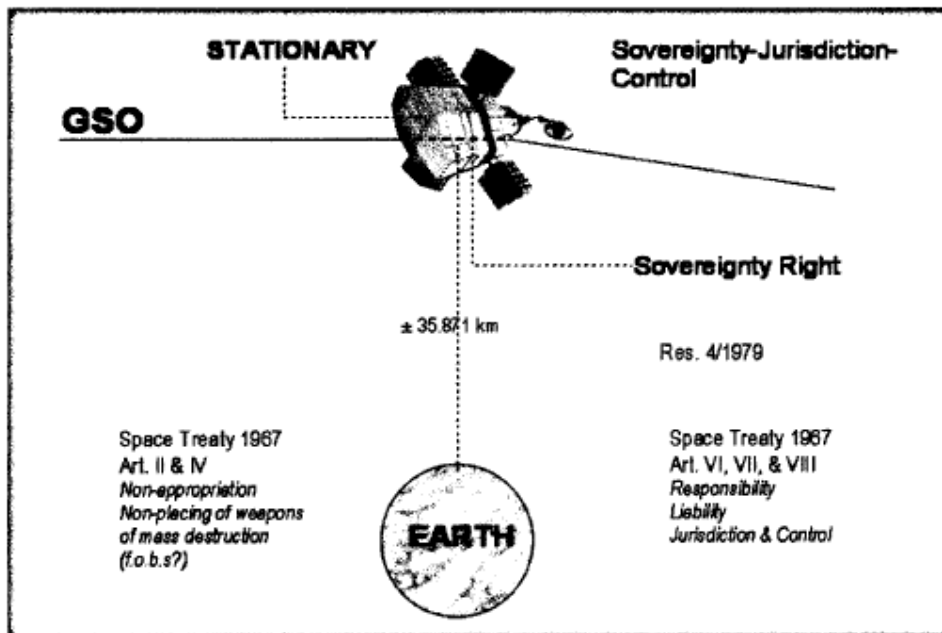 STATIONARY
Sovereignty-Jurisdiction-
Control
GSO
Sovereignty Right
± 35.871 km
Res. 4/1979
Space Treaty 1967
Art. II & IV
Non-appropriation
Non-placing of weapons
of mass destruction
(f.o.b.s?)
Space Treaty 1967
Art. VI, VII, & VIII
Responsibility
Liability
Jurisdiction & Control
EARTH